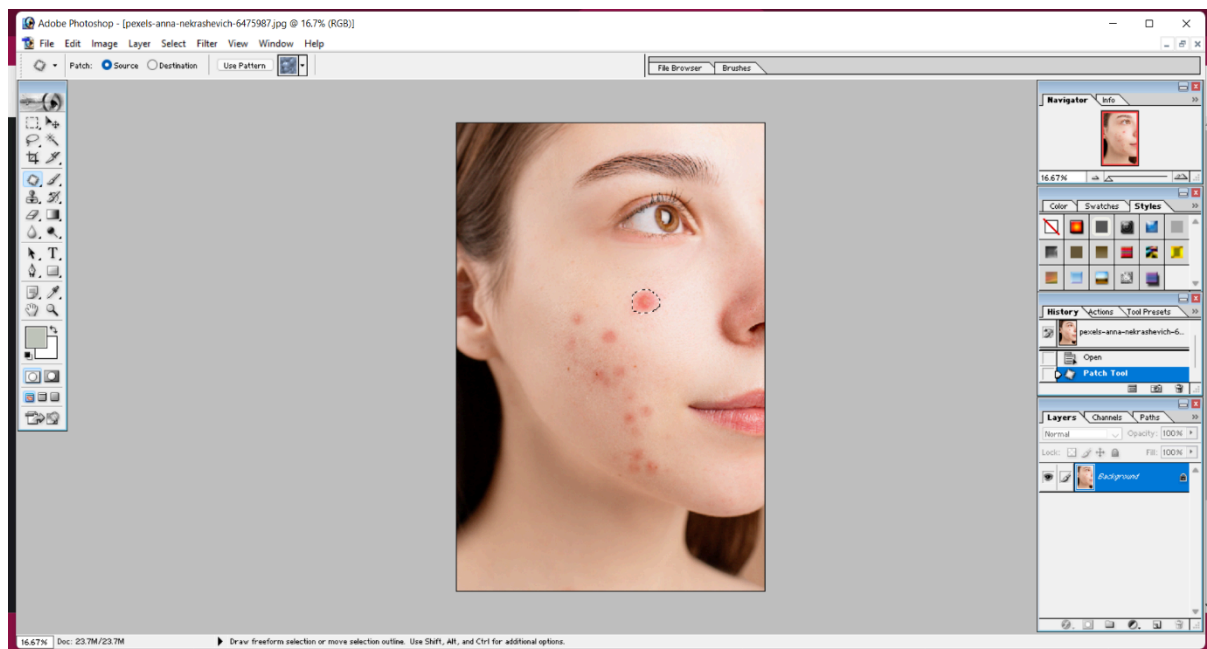 Adobe Photoshop - [pexels-anna-nekrashevich-6475987.jpg @ 16.7% (RGB)]
File Edit Image Layer Select Filter View Window Help
Patch: Source Destination Use Pattern File Browser Brushes
Navigator Info
16.67%
Color Swatches Styles
History Actions Tool Presets
pexels-anna-nekrashevich-6...
Open
Patch Tool
Layers Channels Paths
Normal Opacity: 100%
Lock: Fill: 100%
Background
16.67% Doc: 23.7M/23.7M Draw freeform selection or move selection outline. Use Shift, Alt, and Ctrl for additional options.